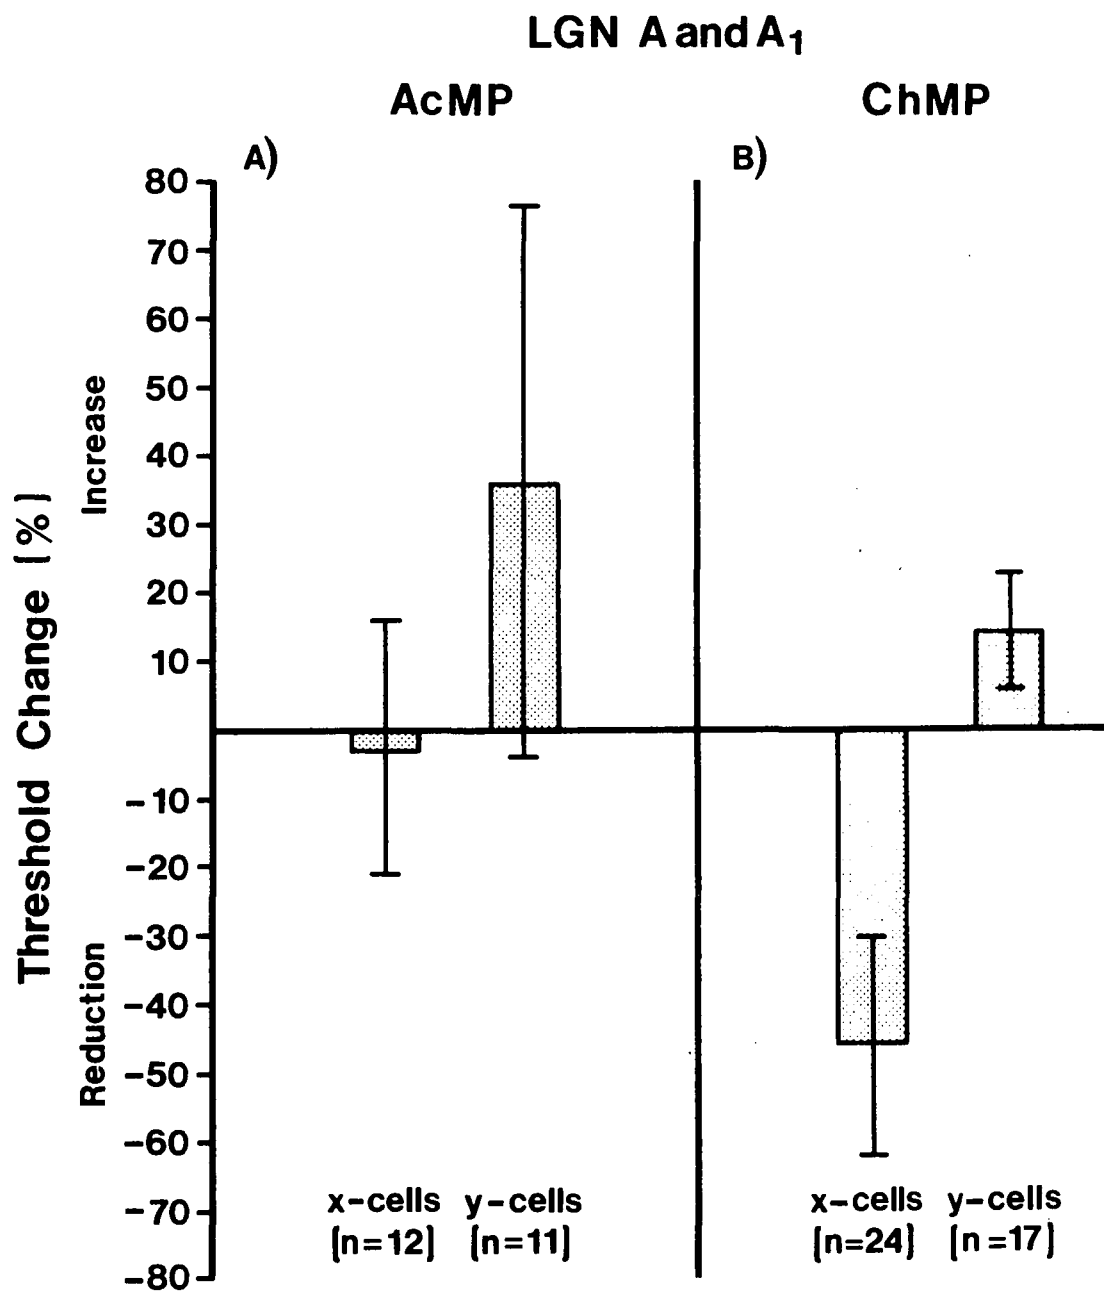 LGN A and A1
AcMP
ChMP
A)
B)
Threshold Change [%]
Increase
Reduction
80
70
60
50
40
30
20
10
-10
-20
-30
-40
-50
-60
-70
-80
x-cells y-cells
[n=12] [n=11]
x-cells y-cells
[n=24] [n=17]